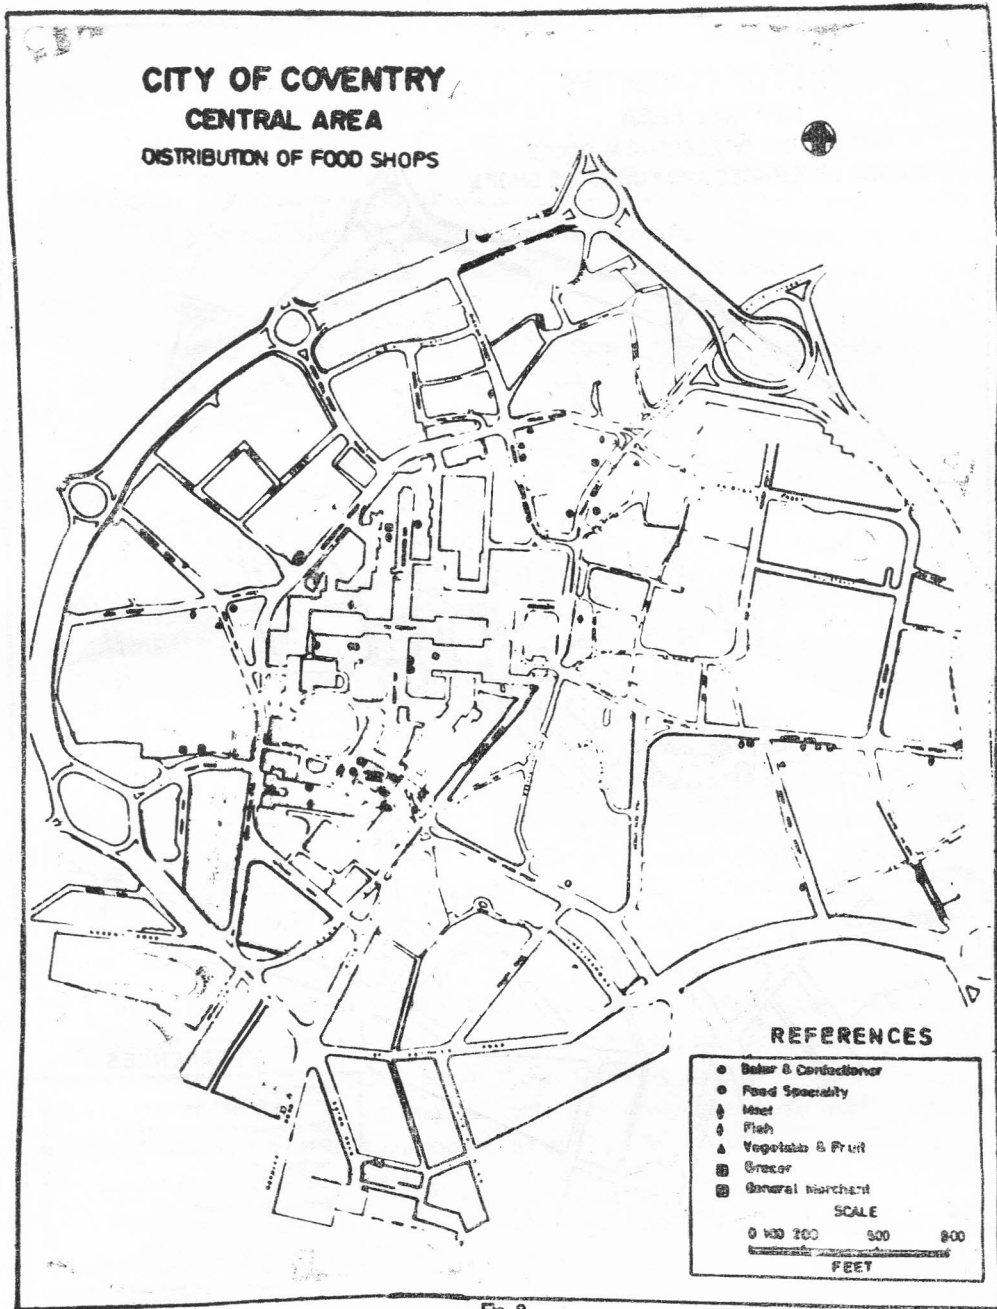 CITY OF COVENTRY
CENTRAL AREA
DISTRIBUTION OF FOOD SHOPS
REFERENCES
Baker & Confectioner
Food Speciality
Meat
Fish
Vegetable & Fruit
Grocer
General Merchant
SCALE
0 100 200 500 800
FEET